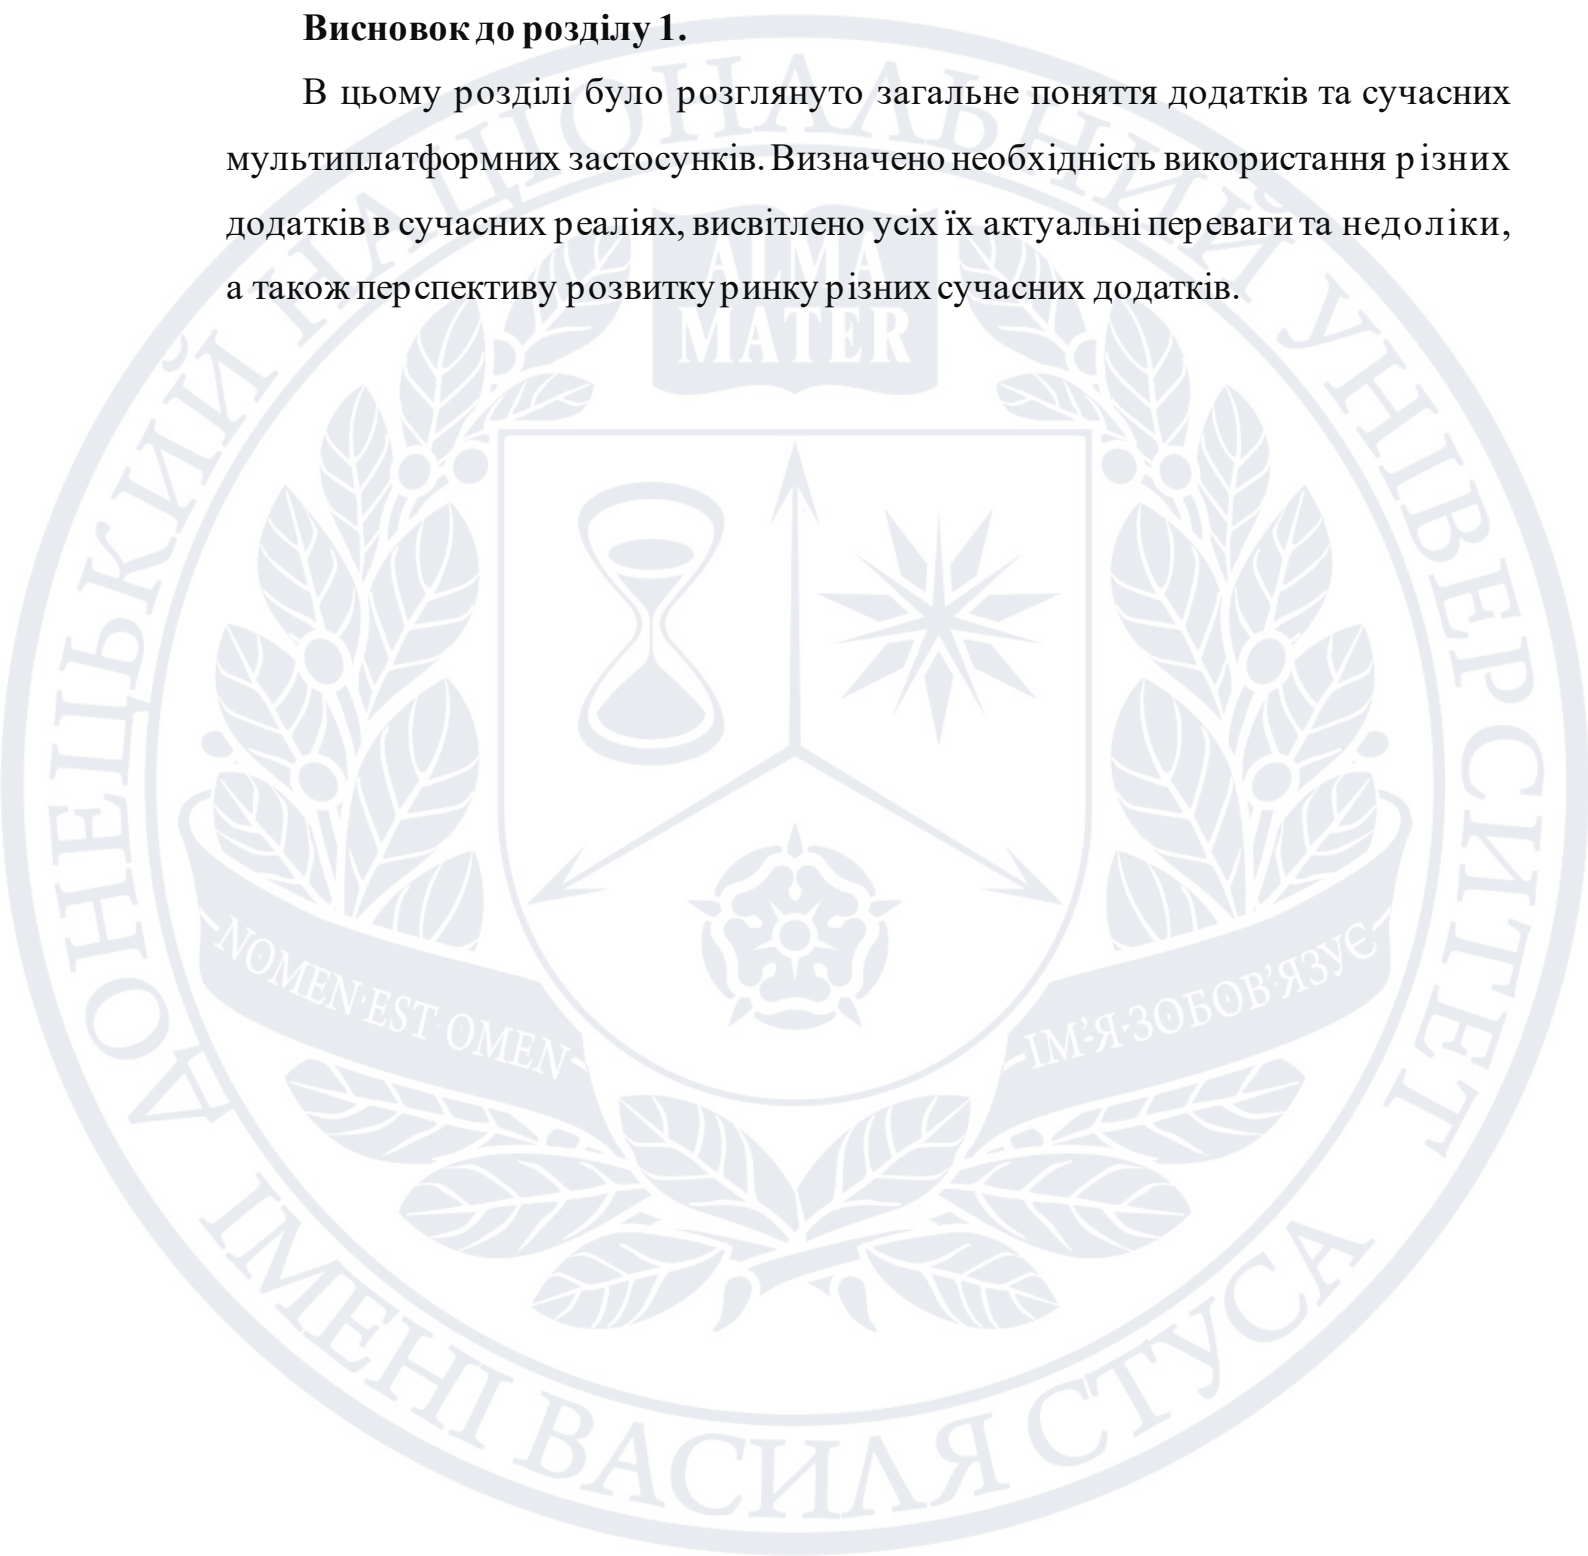 Висновок до розділу 1.
В цьому розділі було розглянуто загальне поняття додатків та сучасних
мультиплатформних застосунків. Визначено необхідність використання різних
додатків в сучасних реаліях, висвітлено усіх їх актуальні переваги та недоліки,
а також перспективу розвитку ринку різних сучасних додатків.
ДОНЕЦЬКИЙ НАЦІОНАЛЬНИЙ УНІВЕРСИТЕТ
ALMA
MATER
NOMEN·EST·OMEN
ІМ'Я·ЗОБОВ'ЯЗУЄ
ІМЕНІ ВАСИЛЯ СТУСА